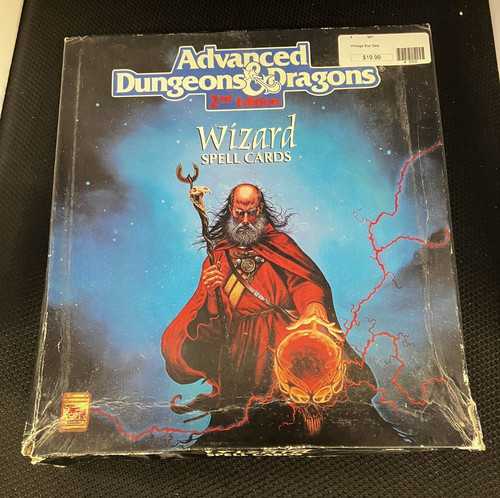 $19.99
Advanced
Dungeons & Dragons®
2nd Edition
Wizard
SPELL CARDS